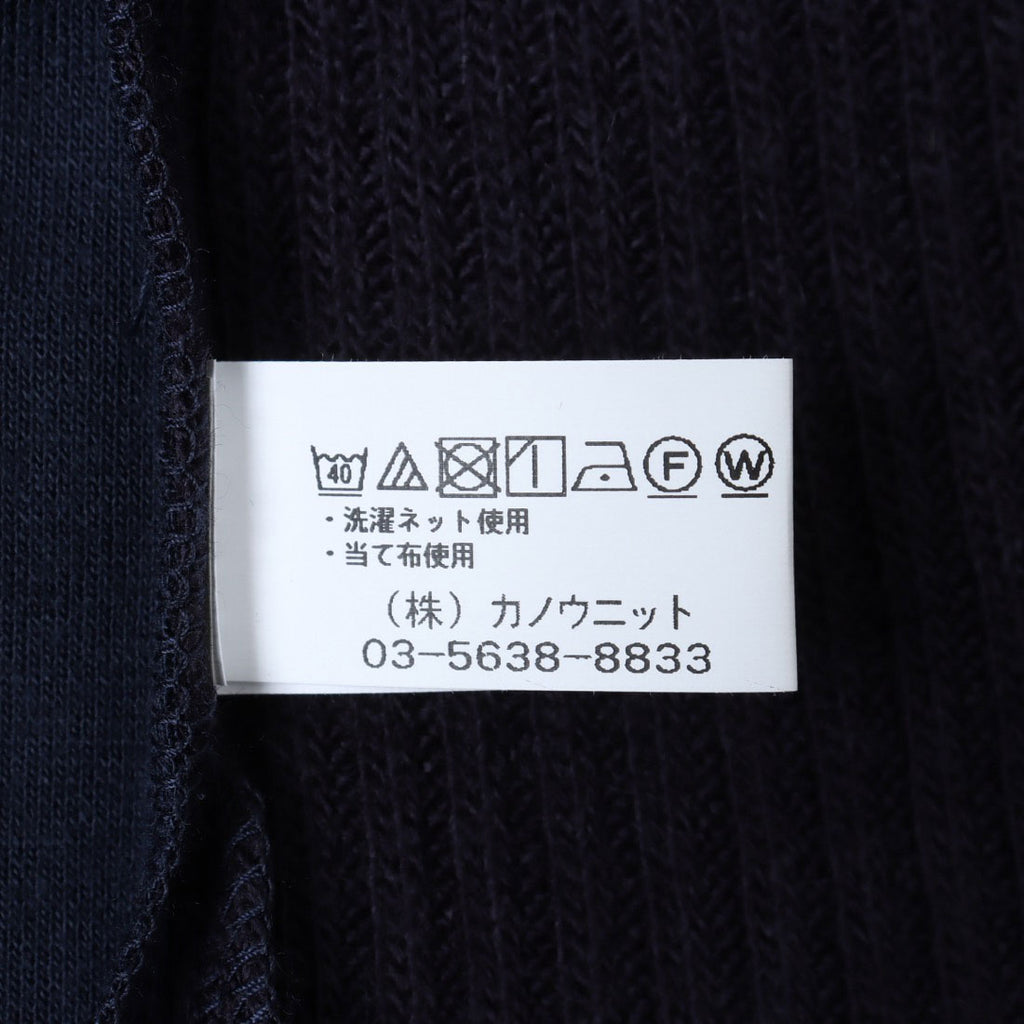 40 F W
・洗濯ネット使用
・当て布使用
（株）カノウニット
03-5638-8833